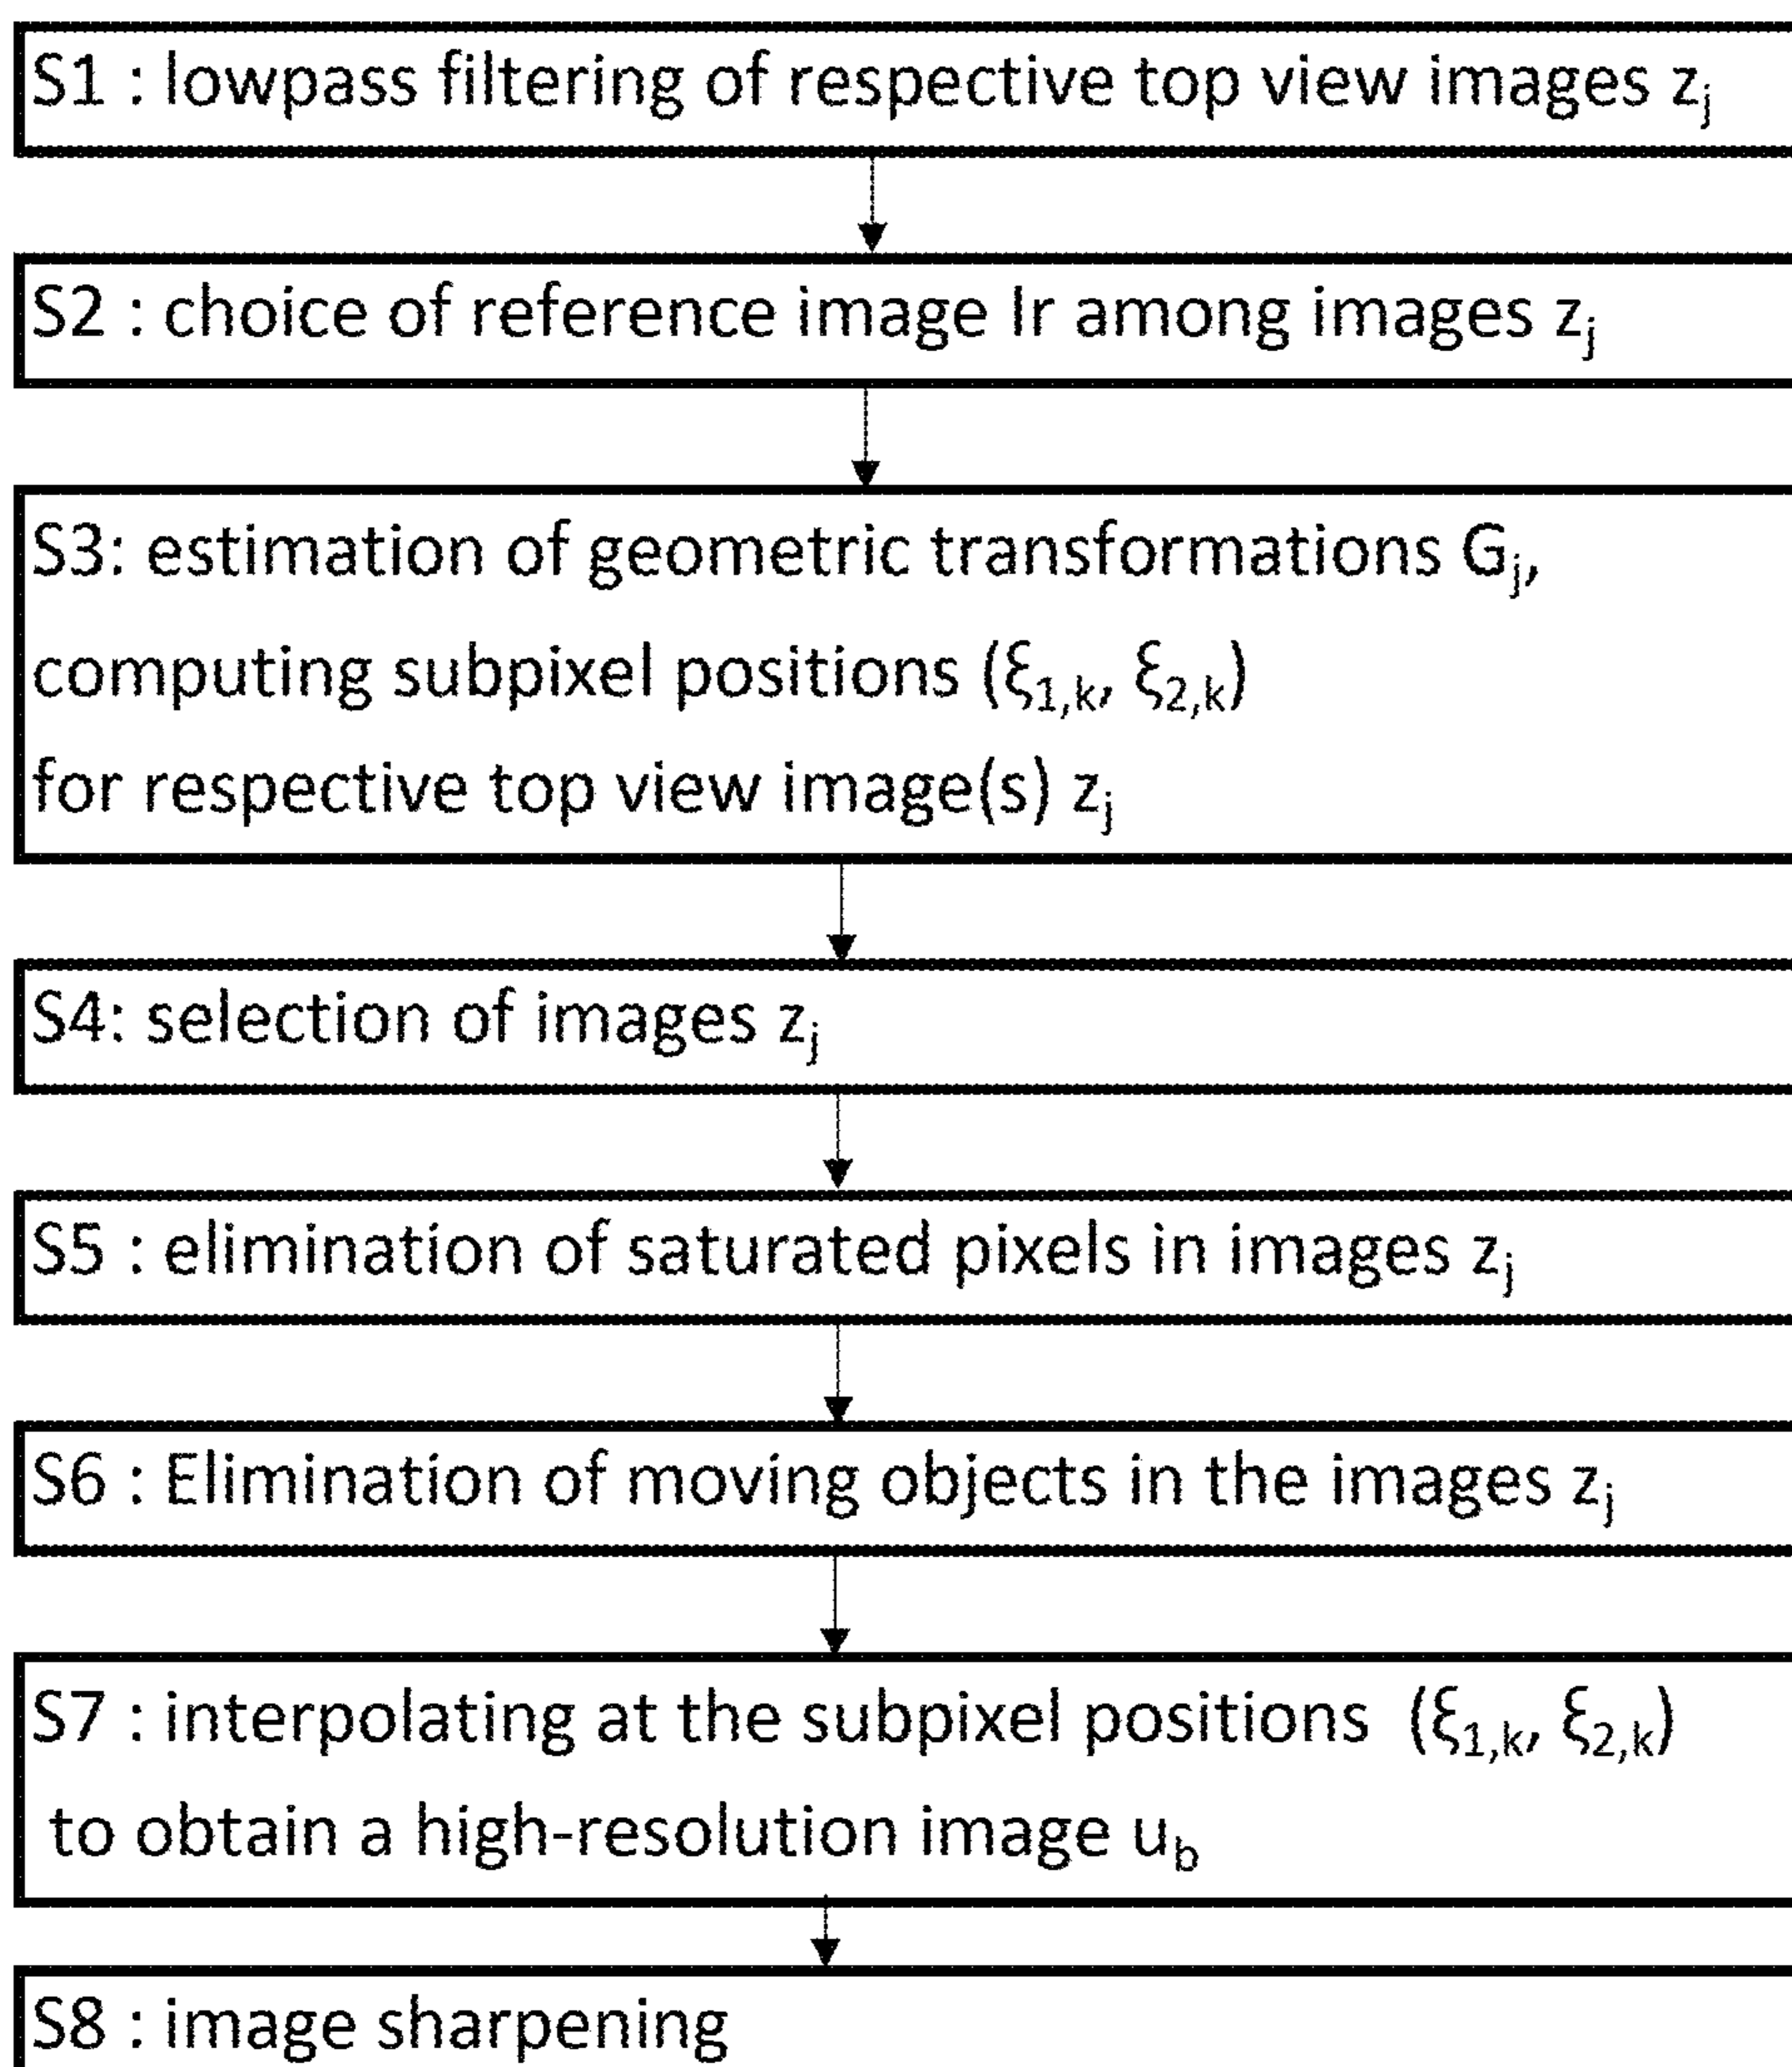 S1 : lowpass filtering of respective top view images zⱼ
S2 : choice of reference image Ir among images zⱼ
S3: estimation of geometric transformations Gⱼ,
computing subpixel positions (ξ₁,ₖ, ξ₂,ₖ)
for respective top view image(s) zⱼ
S4: selection of images zⱼ
S5 : elimination of saturated pixels in images zⱼ
S6 : Elimination of moving objects in the images zⱼ
S7 : interpolating at the subpixel positions (ξ₁,ₖ, ξ₂,ₖ)
to obtain a high-resolution image u_b
S8 : image sharpening